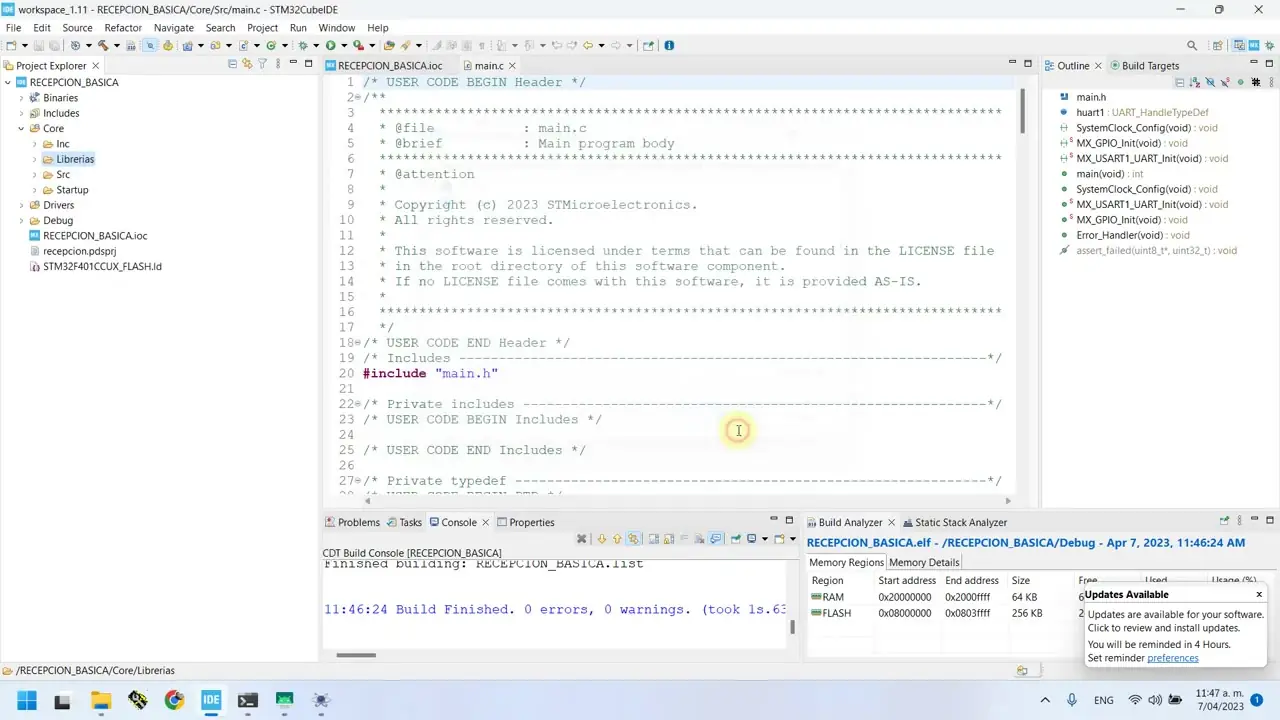 workspace_1.11 - RECEPCION_BASICA/Core/Src/main.c - STM32CubeIDE
File Edit Source Refactor Navigate Search Project Run Window Help
Project Explorer
RECEPCION_BASICA
Binaries
Includes
Core
Inc
Librerias
Src
Startup
Drivers
Debug
RECEPCION_BASICA.ioc
recepcion.pdsprj
STM32F401CCUX_FLASH.ld
RECEPCION_BASICA.ioc main.c
1 /* USER CODE BEGIN Header */
2 /**
3 ******************************************************************************
4 * @file : main.c
5 * @brief : Main program body
6 ******************************************************************************
7 * @attention
8 *
9 * Copyright (c) 2023 STMicroelectronics.
10 * All rights reserved.
11 *
12 * This software is licensed under terms that can be found in the LICENSE file
13 * in the root directory of this software component.
14 * If no LICENSE file comes with this software, it is provided AS-IS.
15 *
16 ******************************************************************************
17 */
18 /* USER CODE END Header */
19 /* Includes ------------------------------------------------------------------*/
20 #include "main.h"
21
22 /* Private includes ----------------------------------------------------------*/
23 /* USER CODE BEGIN Includes */
24
25 /* USER CODE END Includes */
26
27 /* Private typedef -----------------------------------------------------------*/
28 /* USER CODE BEGIN PTD */
Outline Build Targets
main.h
huart1 : UART_HandleTypeDef
SystemClock_Config(void) : void
MX_GPIO_Init(void) : void
MX_USART1_UART_Init(void) : void
main(void) : int
SystemClock_Config(void) : void
MX_USART1_UART_Init(void) : void
MX_GPIO_Init(void) : void
Error_Handler(void) : void
assert_failed(uint8_t*, uint32_t) : void
Problems Tasks Console Properties
CDT Build Console [RECEPCION_BASICA]
Finished building: RECEPCION_BASICA.list
11:46:24 Build Finished. 0 errors, 0 warnings. (took 1s.63
Build Analyzer Static Stack Analyzer
RECEPCION_BASICA.elf - /RECEPCION_BASICA/Debug - Apr 7, 2023, 11:46:24 AM
Memory Regions Memory Details
Region Start address End address Size Free Used Usage (%)
RAM 0x20000000 0x2000ffff 64 KB
FLASH 0x08000000 0x0803ffff 256 KB
Updates Available
Updates are available for your software.
Click to review and install updates.
You will be reminded in 4 Hours.
Set reminder preferences
/RECEPCION_BASICA/Core/Librerias
IDE
ENG
11:47 a. m.
7/04/2023
1